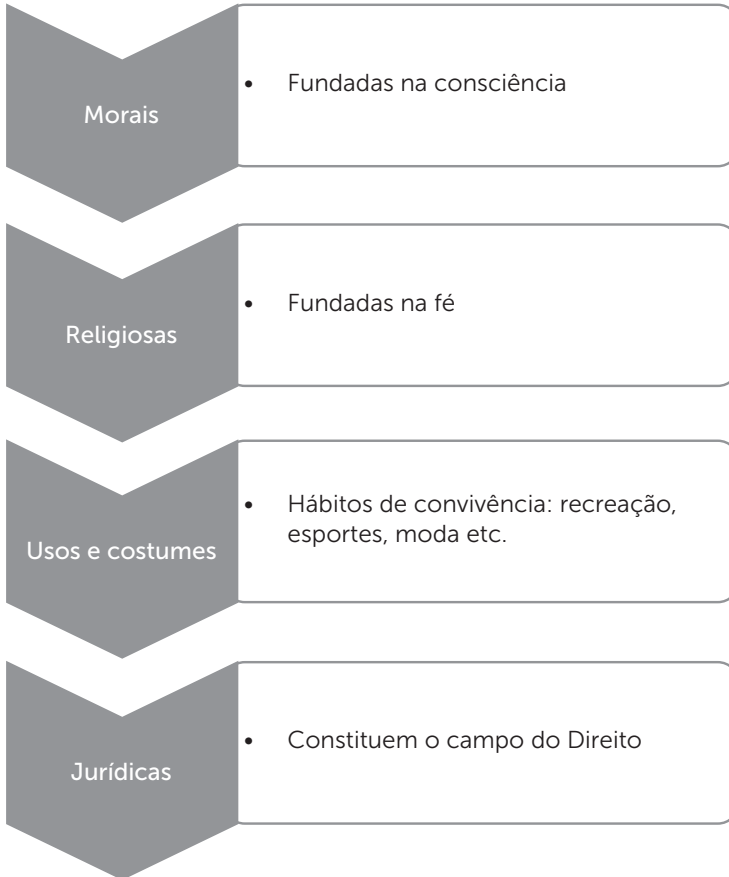 Morais
• Fundadas na consciência
Religiosas
• Fundadas na fé
Usos e costumes
• Hábitos de convivência: recreação,
esportes, moda etc.
Jurídicas
• Constituem o campo do Direito